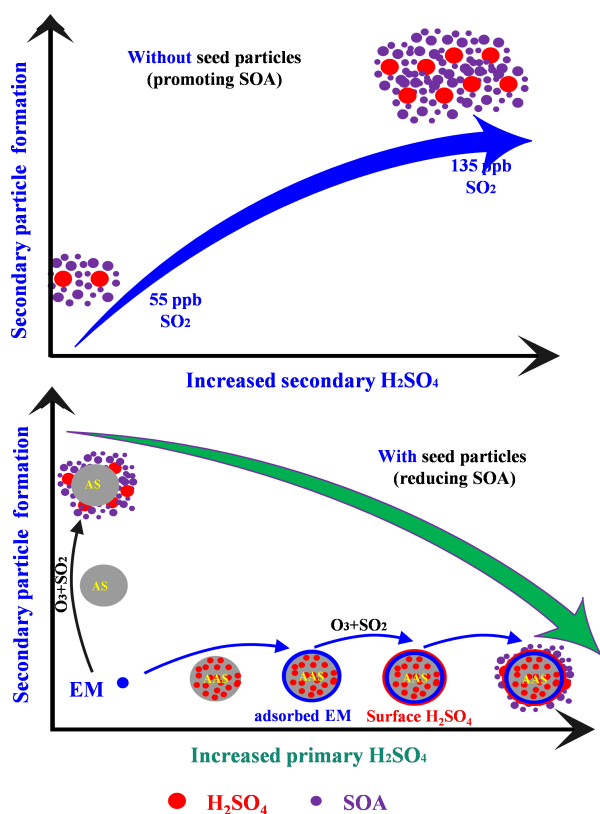 Without seed particles
(promoting SOA)
Secondary particle formation
135 ppb
SO₂
55 ppb
SO₂
Increased secondary H₂SO₄
With seed particles
(reducing SOA)
Secondary particle formation
AS
AS
O₃+SO₂
O₃+SO₂
EM
AAS
AAS
AAS
AAS
adsorbed EM
Surface H₂SO₄
Increased primary H₂SO₄
H₂SO₄
SOA